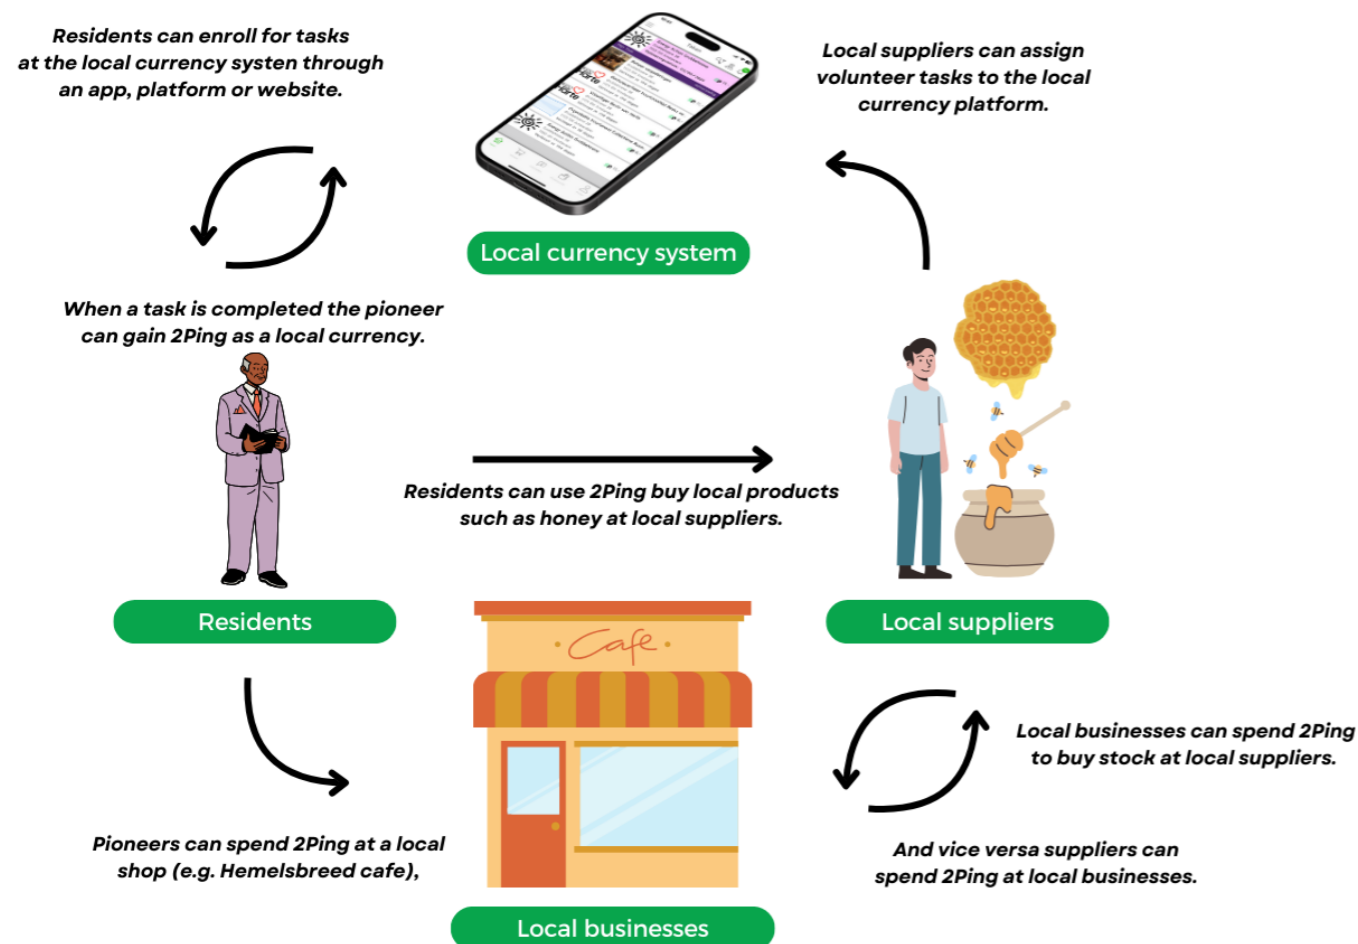 Residents can enroll for tasks
at the local currency systen through
an app, platform or website.
Local suppliers can assign
volunteer tasks to the local
currency platform.
Local currency system
When a task is completed the pioneer
can gain 2Ping as a local currency.
Residents can use 2Ping buy local products
such as honey at local suppliers.
Residents
Local suppliers
Cafe
Local businesses can spend 2Ping
to buy stock at local suppliers.
Pioneers can spend 2Ping at a local
shop (e.g. Hemelsbreed cafe),
And vice versa suppliers can
spend 2Ping at local businesses.
Local businesses